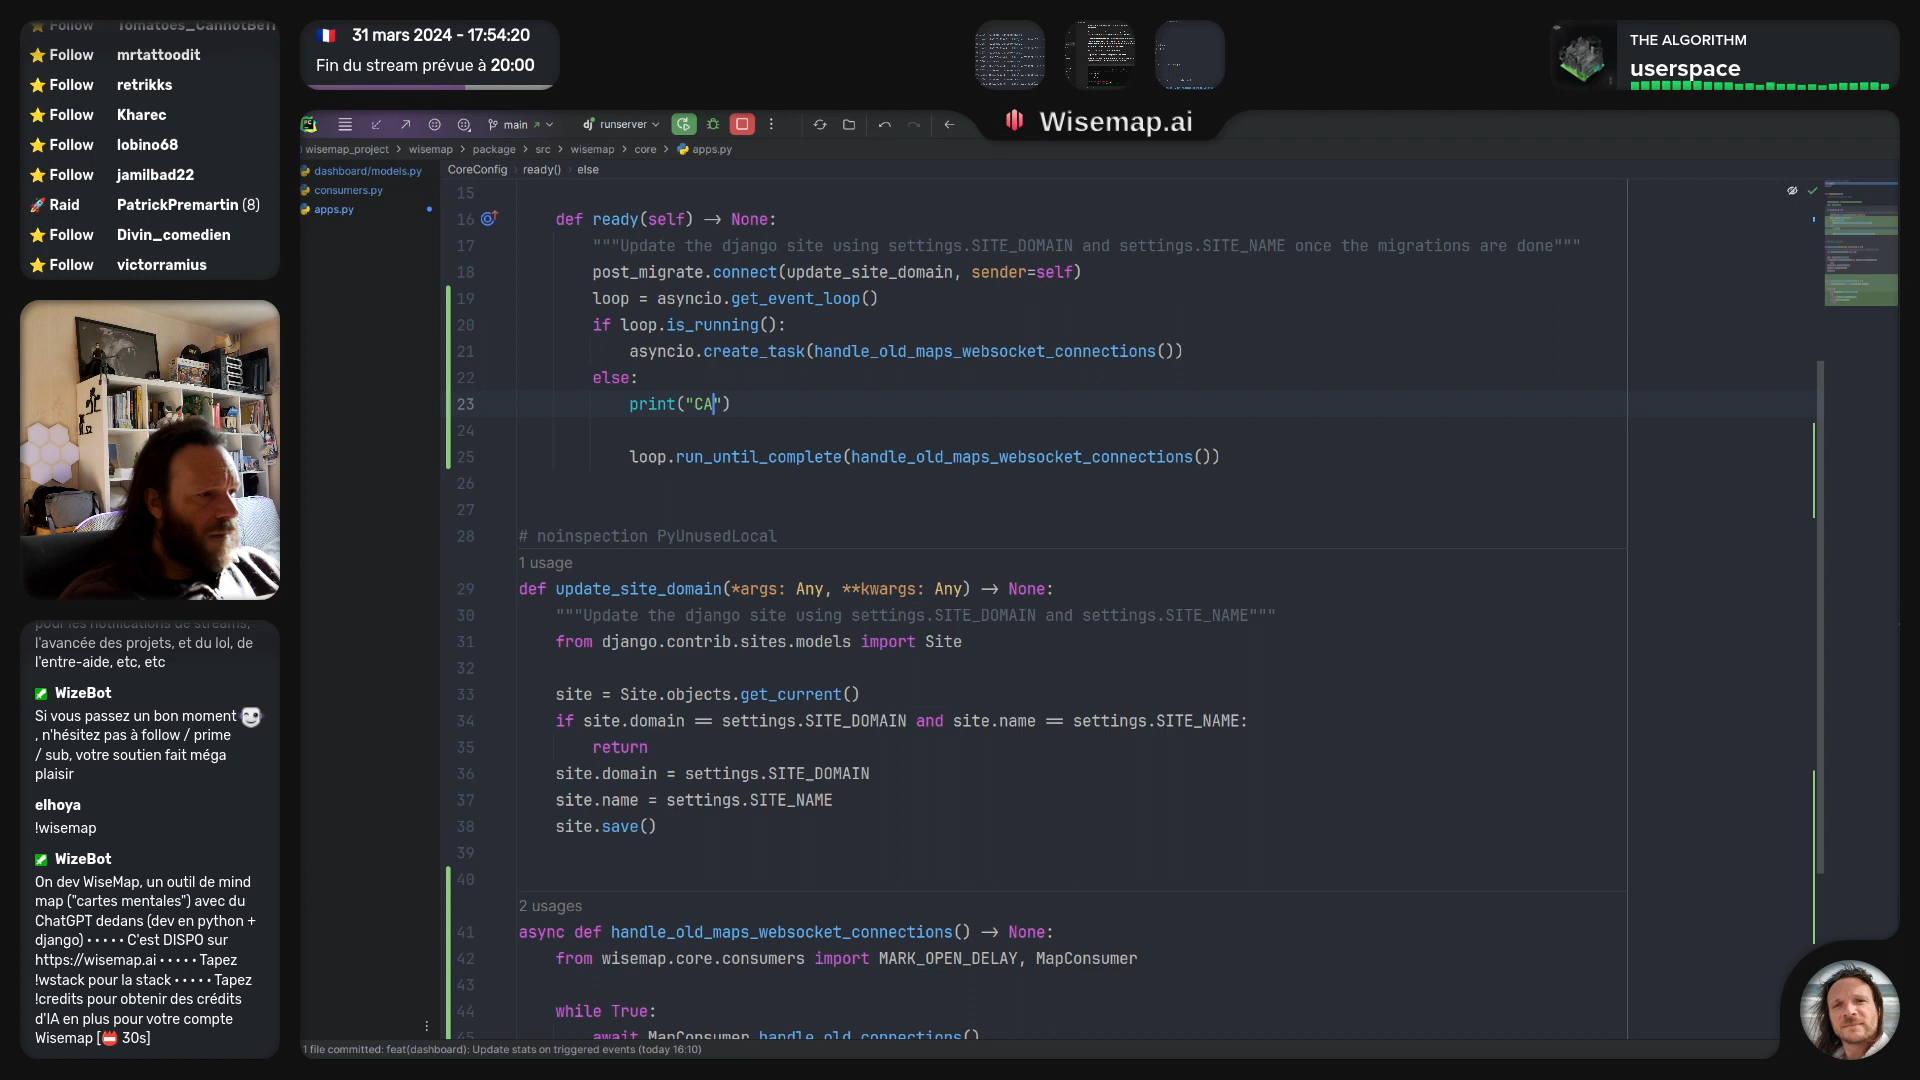 Follow Tomatoes_CannotBeTr
Follow mrtattoodit
Follow retrikks
Follow Kharec
Follow lobino68
Follow jamilbad22
Raid PatrickPremartin (8)
Follow Divin_comedien
Follow victorramius
pour les notifications de streams,
l'avancée des projets, et du lol, de
l'entre-aide, etc, etc
WizeBot
Si vous passez un bon moment
, n'hésitez pas à follow / prime
/ sub, votre soutien fait méga
plaisir
elhoya
!wisemap
WizeBot
On dev WiseMap, un outil de mind
map ("cartes mentales") avec du
ChatGPT dedans (dev en python +
django) • • • • • C'est DISPO sur
https://wisemap.ai • • • • • Tapez
!wstack pour la stack • • • • • Tapez
!credits pour obtenir des crédits
d'IA en plus pour votre compte
Wisemap [📛 30s]
31 mars 2024 - 17:54:20
Fin du stream prévue à 20:00
THE ALGORITHM
userspace
Wisemap.ai
main
dj runserver
wisemap_project > wisemap > package > src > wisemap > core > apps.py
dashboard/models.py
consumers.py
apps.py
CoreConfig > ready() > else
15
16 def ready(self) -> None:
17 """Update the django site using settings.SITE_DOMAIN and settings.SITE_NAME once the migrations are done"""
18 post_migrate.connect(update_site_domain, sender=self)
19 loop = asyncio.get_event_loop()
20 if loop.is_running():
21 asyncio.create_task(handle_old_maps_websocket_connections())
22 else:
23 print("CA")
24
25 loop.run_until_complete(handle_old_maps_websocket_connections())
26
27
28 # noinspection PyUnusedLocal
1 usage
29 def update_site_domain(*args: Any, **kwargs: Any) -> None:
30 """Update the django site using settings.SITE_DOMAIN and settings.SITE_NAME"""
31 from django.contrib.sites.models import Site
32
33 site = Site.objects.get_current()
34 if site.domain == settings.SITE_DOMAIN and site.name == settings.SITE_NAME:
35 return
36 site.domain = settings.SITE_DOMAIN
37 site.name = settings.SITE_NAME
38 site.save()
39
40
2 usages
41 async def handle_old_maps_websocket_connections() -> None:
42 from wisemap.core.consumers import MARK_OPEN_DELAY, MapConsumer
43
44 while True:
45 await MapConsumer.handle_old_connections()
1 file committed: feat(dashboard): Update stats on triggered events (today 16:10)